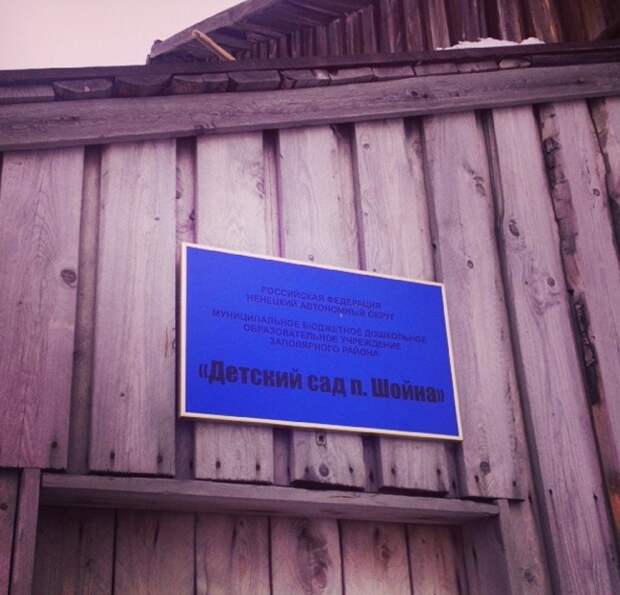 РОССИЙСКАЯ ФЕДЕРАЦИЯ
НЕНЕЦКИЙ АВТОНОМНЫЙ ОКРУГ
МУНИЦИПАЛЬНОЕ БЮДЖЕТНОЕ ДОШКОЛЬНОЕ
ОБРАЗОВАТЕЛЬНОЕ УЧРЕЖДЕНИЕ
ЗАПОЛЯРНОГО РАЙОНА
«Детский сад п. Шойна»